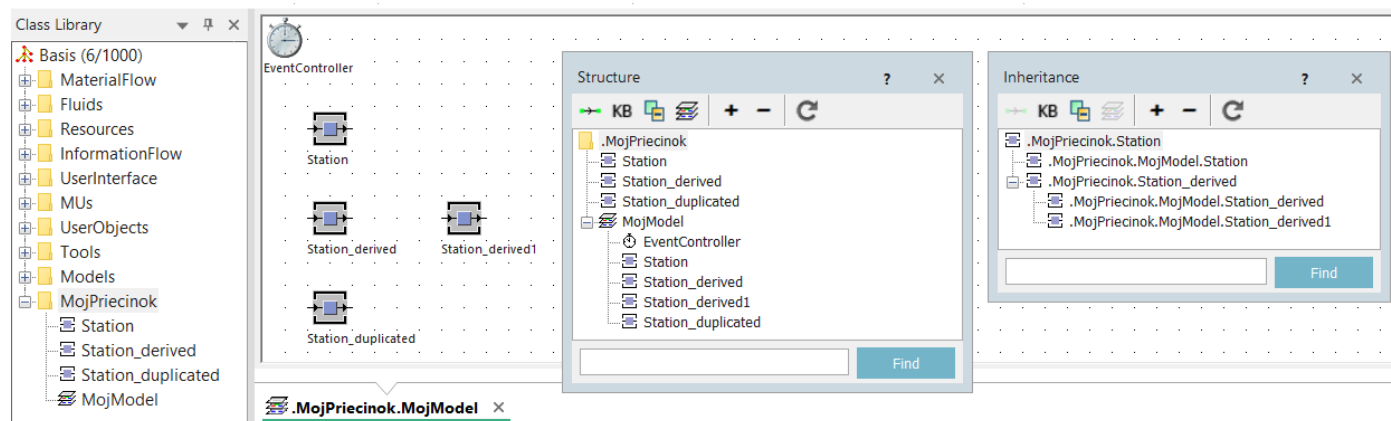 Class Library
Basis (6/1000)
MaterialFlow
Fluids
Resources
InformationFlow
UserInterface
MUs
UserObjects
Tools
Models
MojPriecinok
Station
Station_derived
Station_duplicated
MojModel
EventController
Station
Station_derived Station_derived1
Station_duplicated
.MojPriecinok.MojModel
Structure ?
KB
.MojPriecinok
Station
Station_derived
Station_duplicated
MojModel
EventController
Station
Station_derived
Station_derived1
Station_duplicated
Find
Inheritance ?
KB
.MojPriecinok.Station
.MojPriecinok.MojModel.Station
.MojPriecinok.Station_derived
.MojPriecinok.MojModel.Station_derived
.MojPriecinok.MojModel.Station_derived1
Find